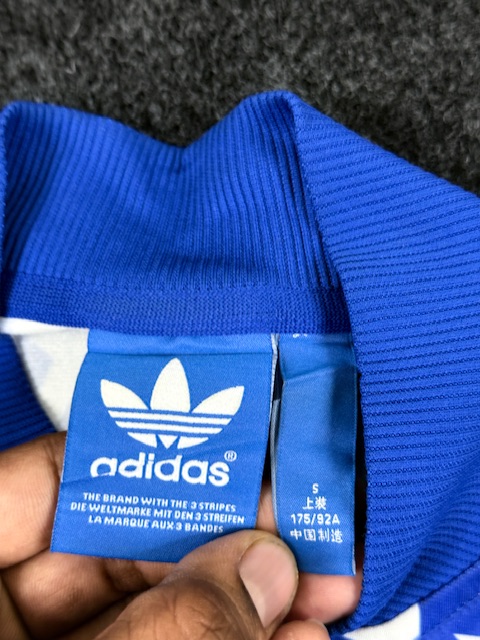 adidas®
THE BRAND WITH THE 3 STRIPES
DIE WELTMARKE MIT DEN 3 STREIFEN
LA MARQUE AUX 3 BANDES
S
上装
175/92A
中国制造